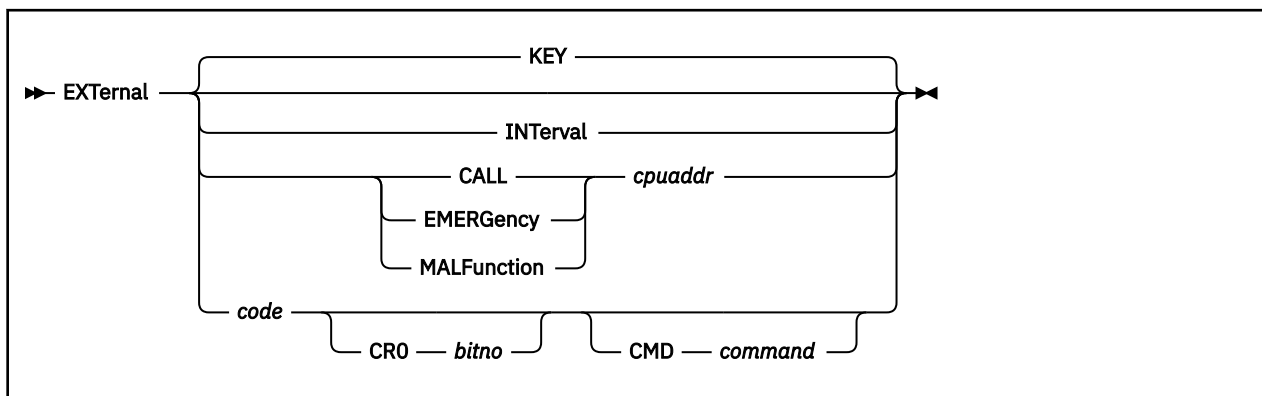 KEY
EXTernal
INTerval
CALL cpuaddr
EMERGency
MALFunction
code
CR0 bitno CMD command